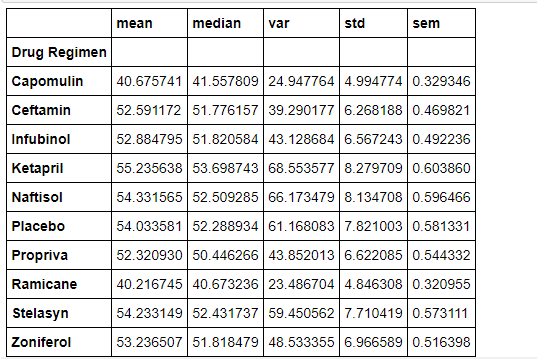 mean median var std sem
Drug Regimen
Capomulin 40.675741 41.557809 24.947764 4.994774 0.329346
Ceftamin 52.591172 51.776157 39.290177 6.268188 0.469821
Infubinol 52.884795 51.820584 43.128684 6.567243 0.492236
Ketapril 55.235638 53.698743 68.553577 8.279709 0.603860
Naftisol 54.331565 52.509285 66.173479 8.134708 0.596466
Placebo 54.033581 52.288934 61.168083 7.821003 0.581331
Propriva 52.320930 50.446266 43.852013 6.622085 0.544332
Ramicane 40.216745 40.673236 23.486704 4.846308 0.320955
Stelasyn 54.233149 52.431737 59.450562 7.710419 0.573111
Zoniferol 53.236507 51.818479 48.533355 6.966589 0.516398